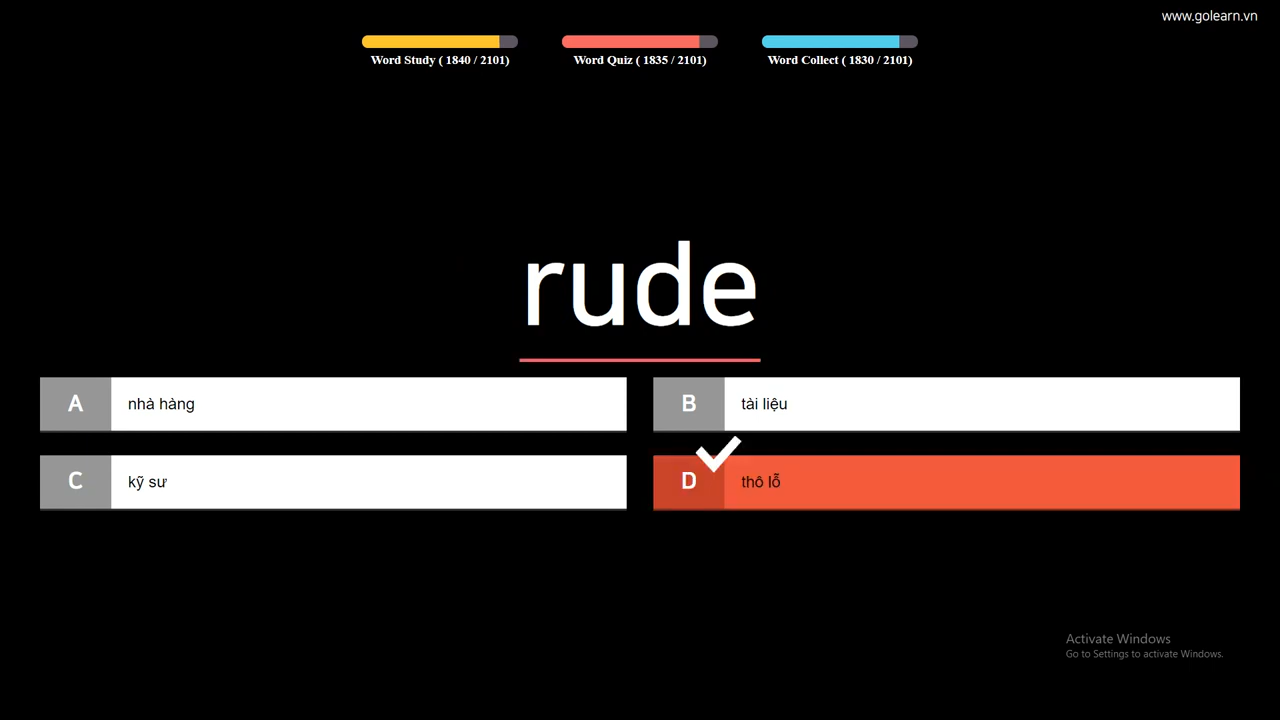 www.golearn.vn
Word Study ( 1840 / 2101)
Word Quiz ( 1835 / 2101)
Word Collect ( 1830 / 2101)
rude
A nhà hàng
B tài liệu
C kỹ sư
D thô lỗ
Activate Windows
Go to Settings to activate Windows.